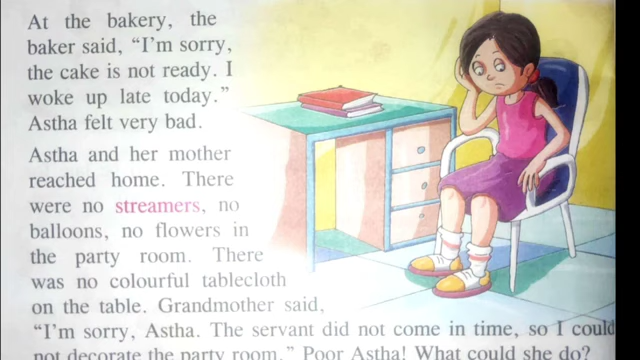 At the bakery, the
baker said, “I’m sorry,
the cake is not ready. I
woke up late today.”
Astha felt very bad.
Astha and her mother
reached home. There
were no streamers, no
balloons, no flowers in
the party room. There
was no colourful tablecloth
on the table. Grandmother said,
“I’m sorry, Astha. The servant did not come in time, so I could
not decorate the party room.” Poor Astha! What could she do?